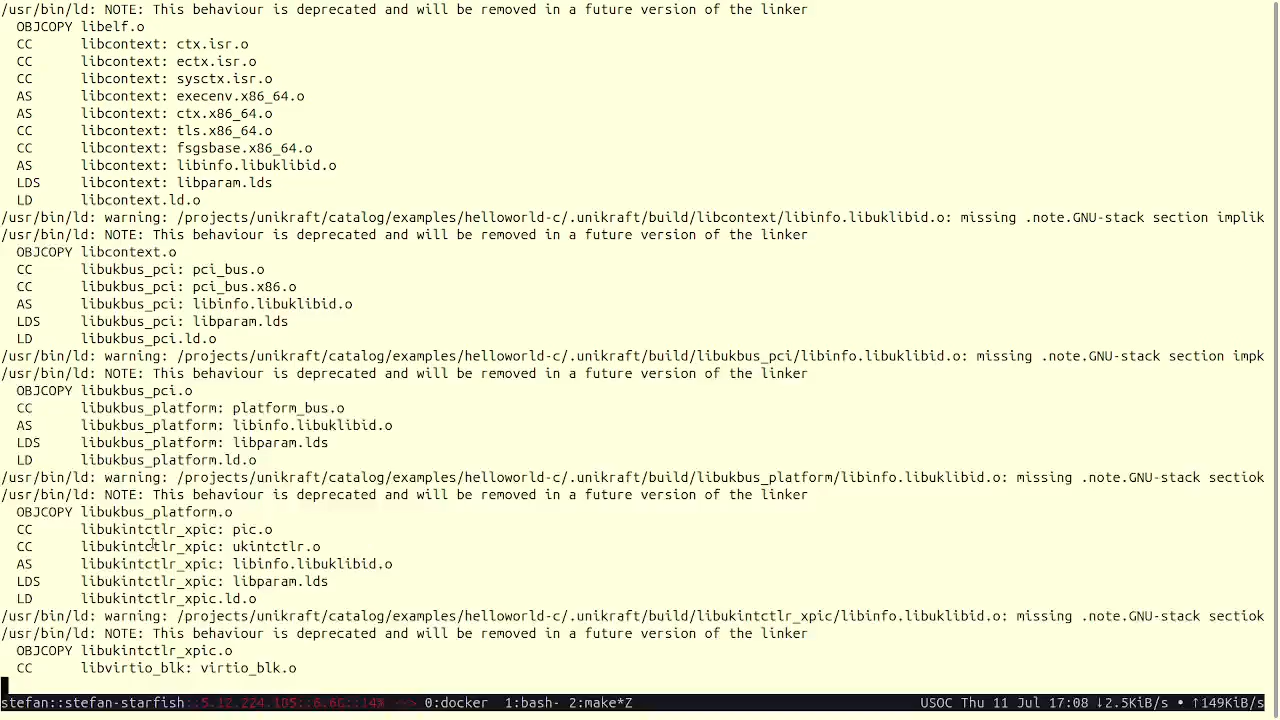 /usr/bin/ld: NOTE: This behaviour is deprecated and will be removed in a future version of the linker
OBJCOPY libelf.o
CC libcontext: ctx.isr.o
CC libcontext: ectx.isr.o
CC libcontext: sysctx.isr.o
AS libcontext: execenv.x86_64.o
AS libcontext: ctx.x86_64.o
CC libcontext: tls.x86_64.o
CC libcontext: fsgsbase.x86_64.o
AS libcontext: libinfo.libuklibid.o
LDS libcontext: libparam.lds
LD libcontext.ld.o
/usr/bin/ld: warning: /projects/unikraft/catalog/examples/helloworld-c/.unikraft/build/libcontext/libinfo.libuklibid.o: missing .note.GNU-stack section implik
/usr/bin/ld: NOTE: This behaviour is deprecated and will be removed in a future version of the linker
OBJCOPY libcontext.o
CC libukbus_pci: pci_bus.o
CC libukbus_pci: pci_bus.x86.o
AS libukbus_pci: libinfo.libuklibid.o
LDS libukbus_pci: libparam.lds
LD libukbus_pci.ld.o
/usr/bin/ld: warning: /projects/unikraft/catalog/examples/helloworld-c/.unikraft/build/libukbus_pci/libinfo.libuklibid.o: missing .note.GNU-stack section impk
/usr/bin/ld: NOTE: This behaviour is deprecated and will be removed in a future version of the linker
OBJCOPY libukbus_pci.o
CC libukbus_platform: platform_bus.o
AS libukbus_platform: libinfo.libuklibid.o
LDS libukbus_platform: libparam.lds
LD libukbus_platform.ld.o
/usr/bin/ld: warning: /projects/unikraft/catalog/examples/helloworld-c/.unikraft/build/libukbus_platform/libinfo.libuklibid.o: missing .note.GNU-stack sectiok
/usr/bin/ld: NOTE: This behaviour is deprecated and will be removed in a future version of the linker
OBJCOPY libukbus_platform.o
CC libukintctlr_xpic: pic.o
CC libukintctlr_xpic: ukintctlr.o
AS libukintctlr_xpic: libinfo.libuklibid.o
LDS libukintctlr_xpic: libparam.lds
LD libukintctlr_xpic.ld.o
/usr/bin/ld: warning: /projects/unikraft/catalog/examples/helloworld-c/.unikraft/build/libukintctlr_xpic/libinfo.libuklibid.o: missing .note.GNU-stack sectiok
/usr/bin/ld: NOTE: This behaviour is deprecated and will be removed in a future version of the linker
OBJCOPY libukintctlr_xpic.o
CC libvirtio_blk: virtio_blk.o
stefan::stefan-starfish 0:docker 1:bash- 2:make*Z USOC Thu 11 Jul 17:08 ↓2.5KiB/s • ↑149KiB/s